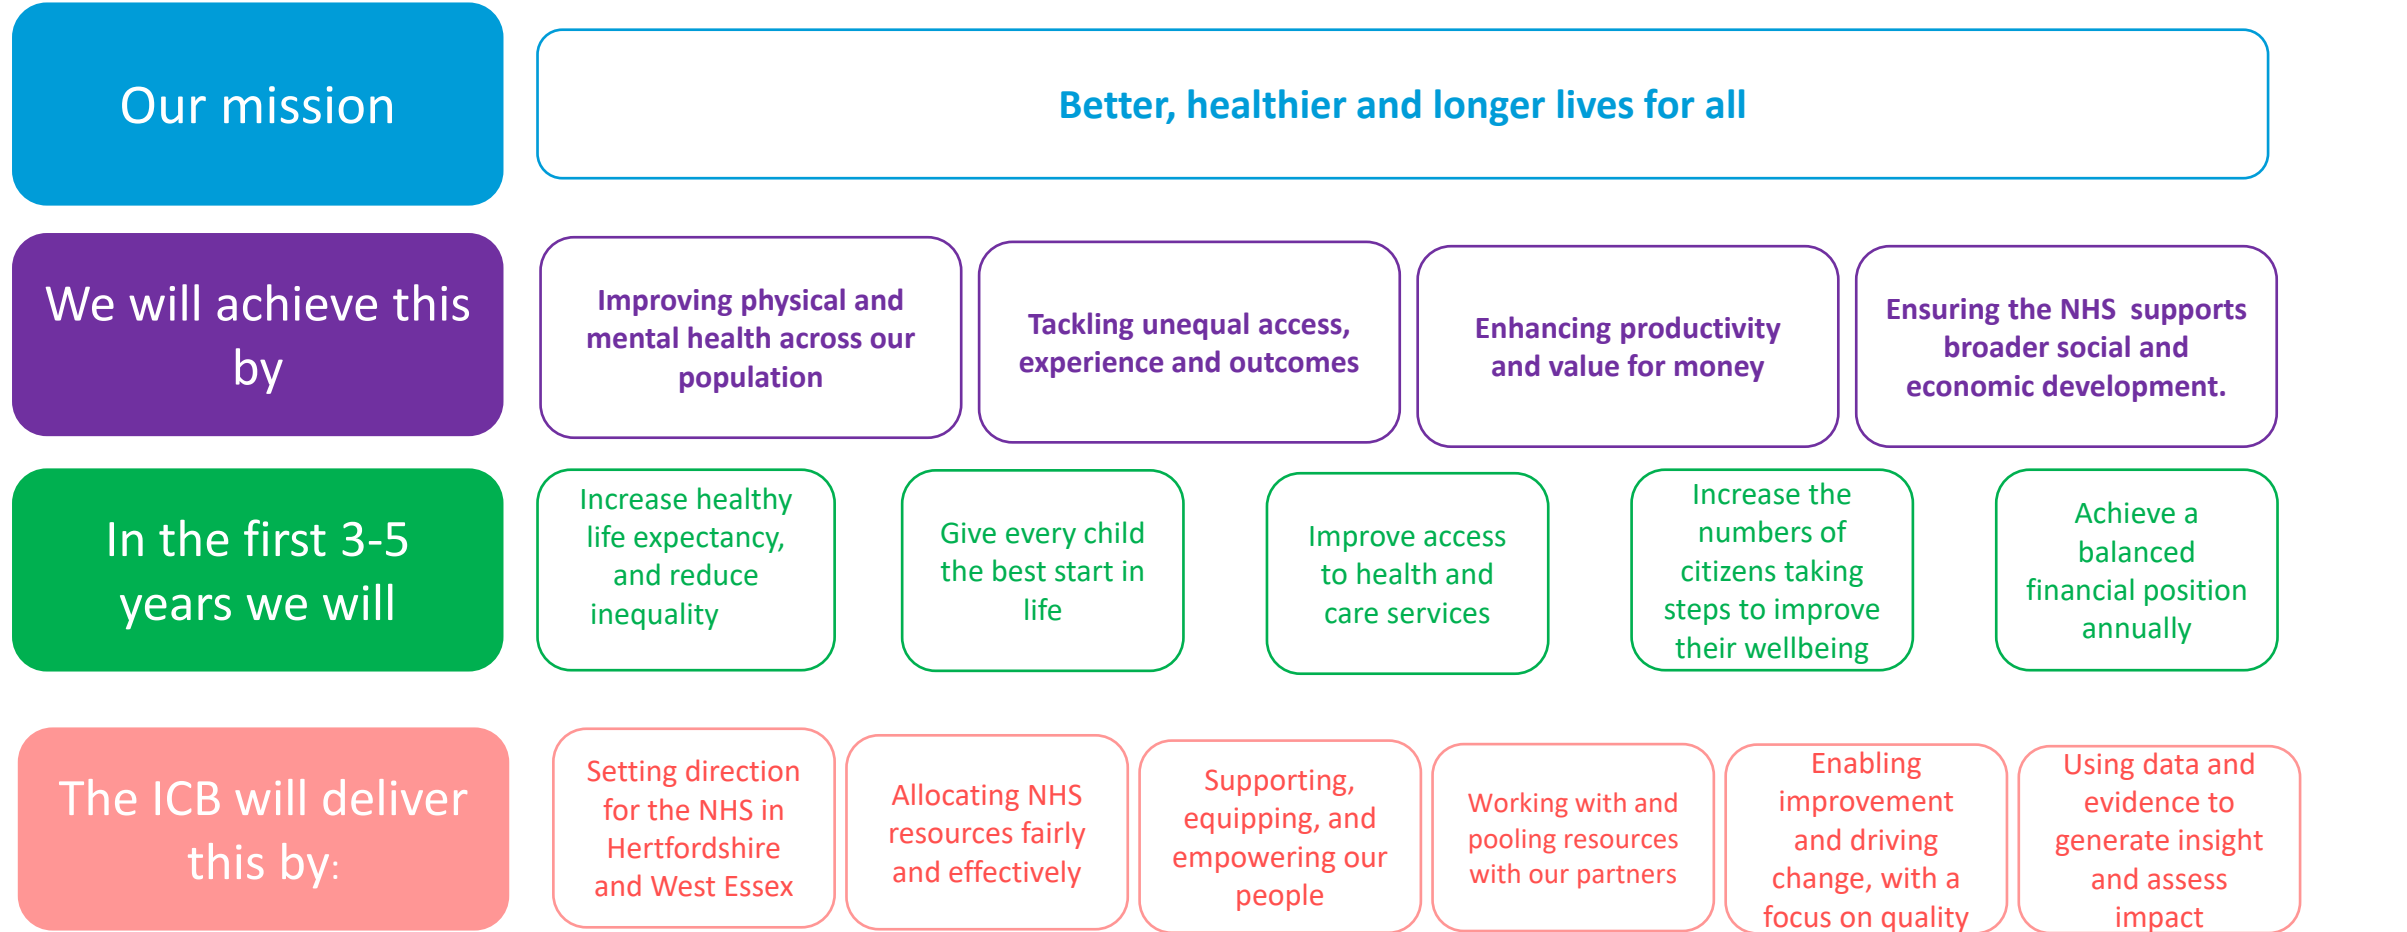 Our mission
Better, healthier and longer lives for all
We will achieve this
by
Improving physical and
mental health across our
population
Tackling unequal access,
experience and outcomes
Enhancing productivity
and value for money
Ensuring the NHS  supports
broader social and
economic development.
In the first 3-5
years we will
Increase healthy
life expectancy,
and reduce
inequality
Give every child
the best start in
life
Improve access
to health and
care services
Increase the
numbers of
citizens taking
steps to improve
their wellbeing
Achieve a
balanced
financial position
annually
The ICB will deliver
this by:
Setting direction
for the NHS in
Hertfordshire
and West Essex
Allocating NHS
resources fairly
and effectively
Supporting,
equipping, and
empowering our
people
Working with and
pooling resources
with our partners
Enabling
improvement
and driving
change, with a
focus on quality
Using data and
evidence to
generate insight
and assess
impact